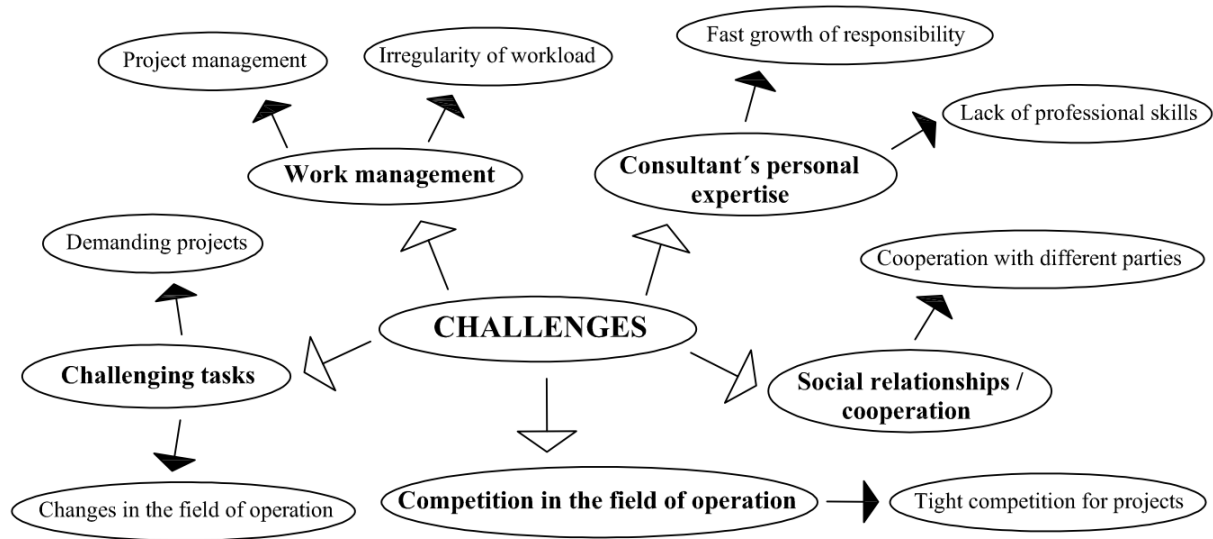 Fast growth of responsibility
Project management
Irregularity of workload
Lack of professional skills
Work management
Consultant´s personal
expertise
Demanding projects
Cooperation with different parties
CHALLENGES
Challenging tasks
Social relationships /
cooperation
Changes in the field of operation
Competition in the field of operation
Tight competition for projects